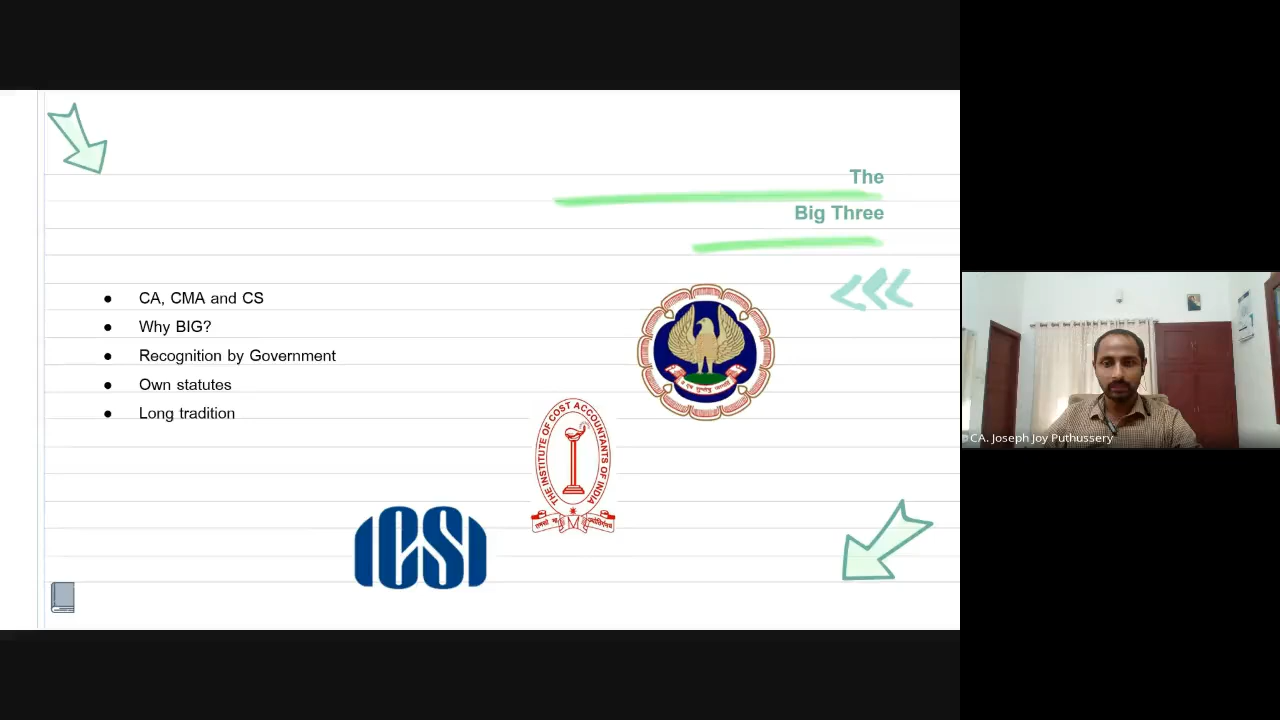 The
Big Three
● CA, CMA and CS
● Why BIG?
● Recognition by Government
● Own statutes
● Long tradition
THE INSTITUTE OF COST ACCOUNTANTS OF INDIA
M
ICSI
CA. Joseph Joy Puthussery